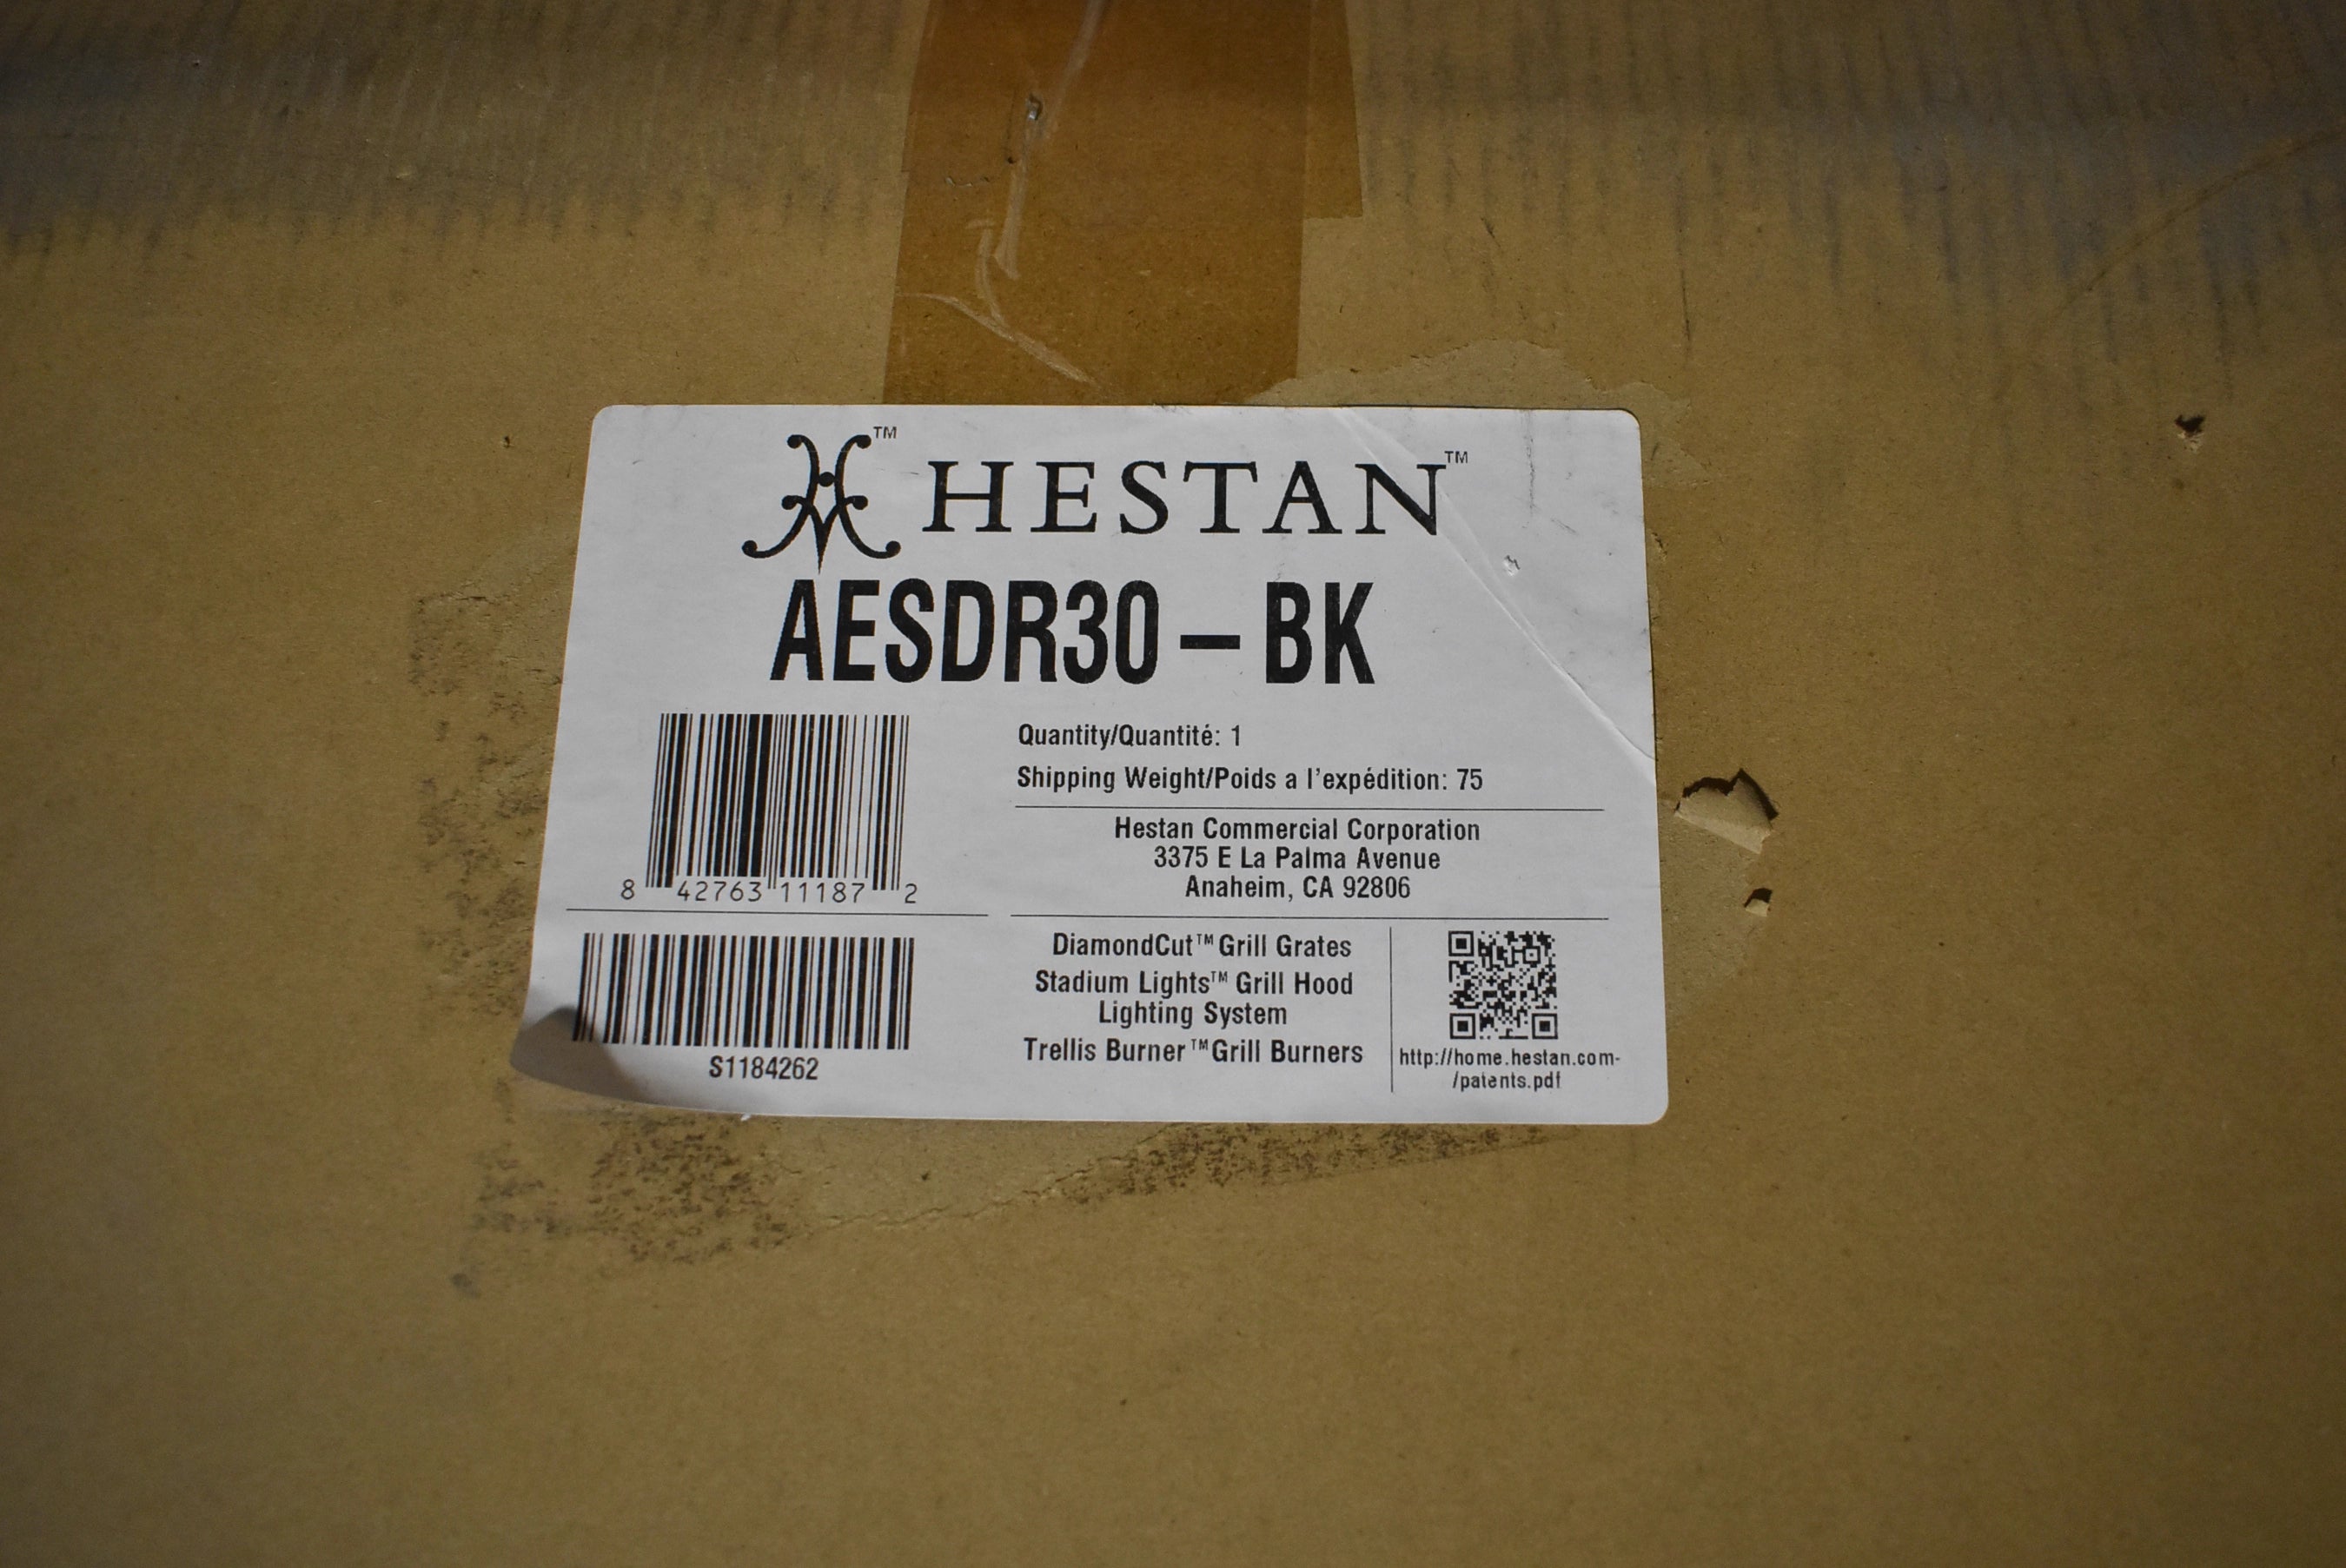 ™ HESTAN™
AESDR30-BK
Quantity/Quantité: 1
Shipping Weight/Poids a l'expédition: 75
8 42763 11187 2
Hestan Commercial Corporation
3375 E La Palma Avenue
Anaheim, CA 92806
S1184262
DiamondCut™ Grill Grates
Stadium Lights™ Grill Hood
Lighting System
Trellis Burner™ Grill Burners
http://home.hestan.com-
/patents.pdf